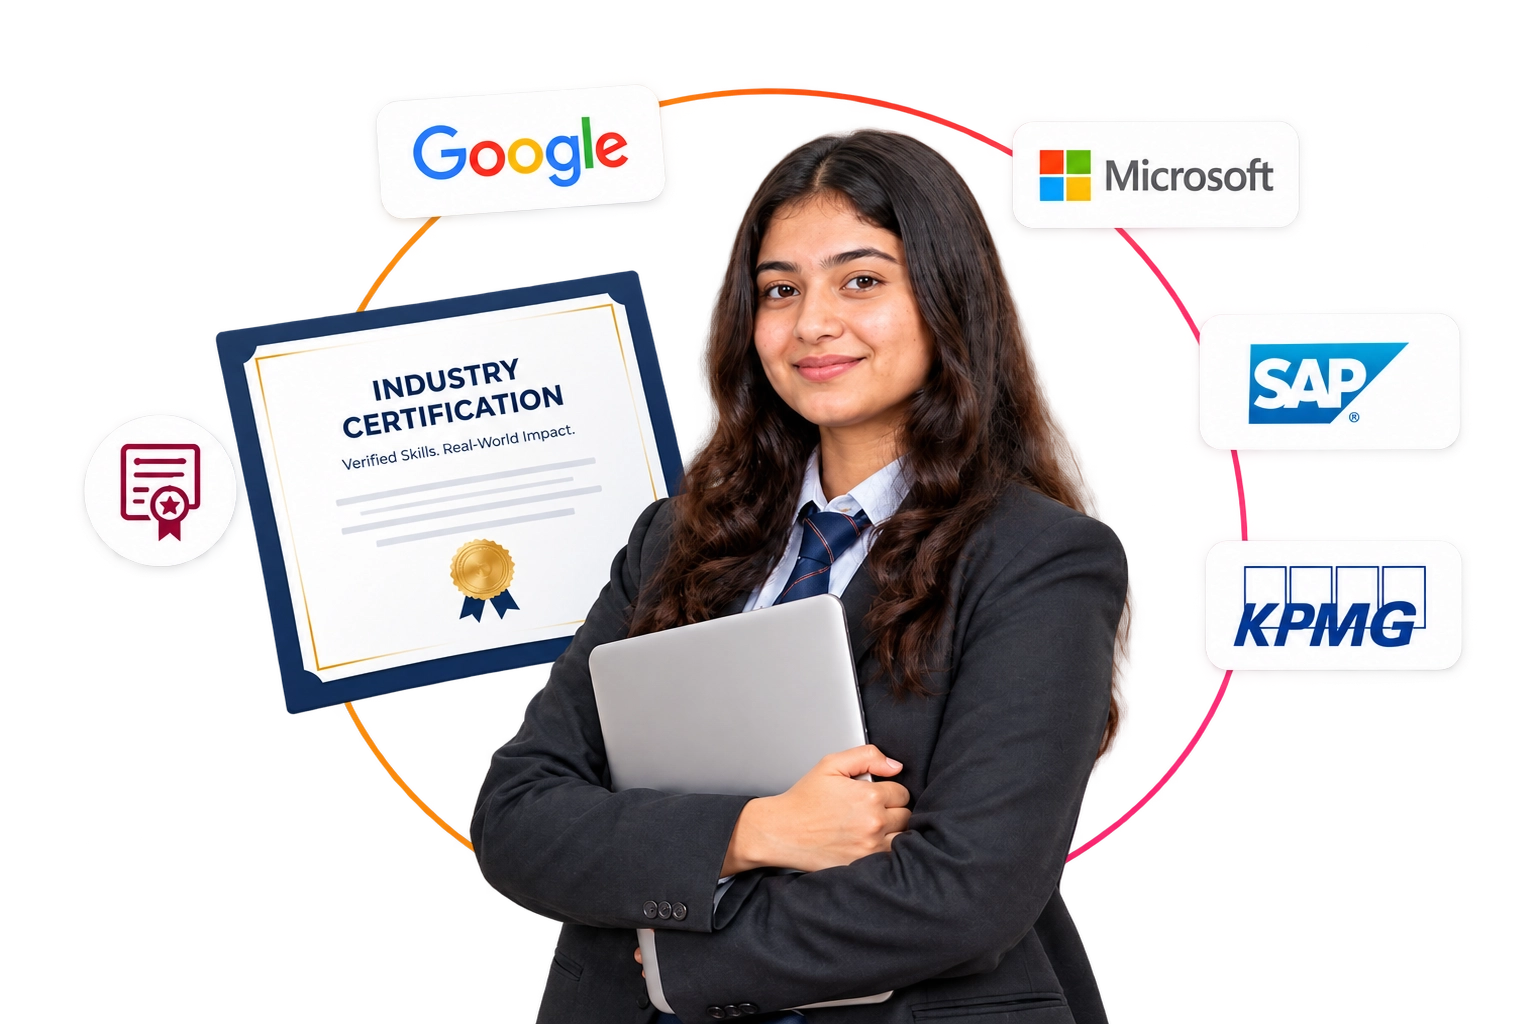 Google
Microsoft
INDUSTRY
CERTIFICATION
Verified Skills. Real-World Impact.
SAP
®
KPMG